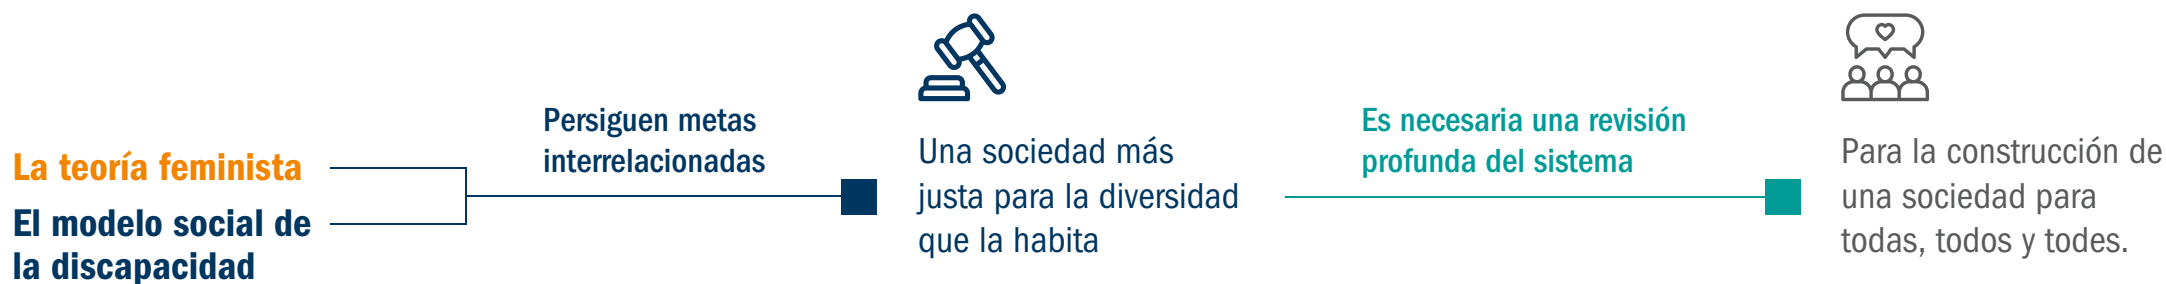 La teoría feminista
El modelo social de
la discapacidad
Persiguen metas
interrelacionadas
Una sociedad más
justa para la diversidad
que la habita
Es necesaria una revisión
profunda del sistema
Para la construcción de
una sociedad para
todas, todos y todes.